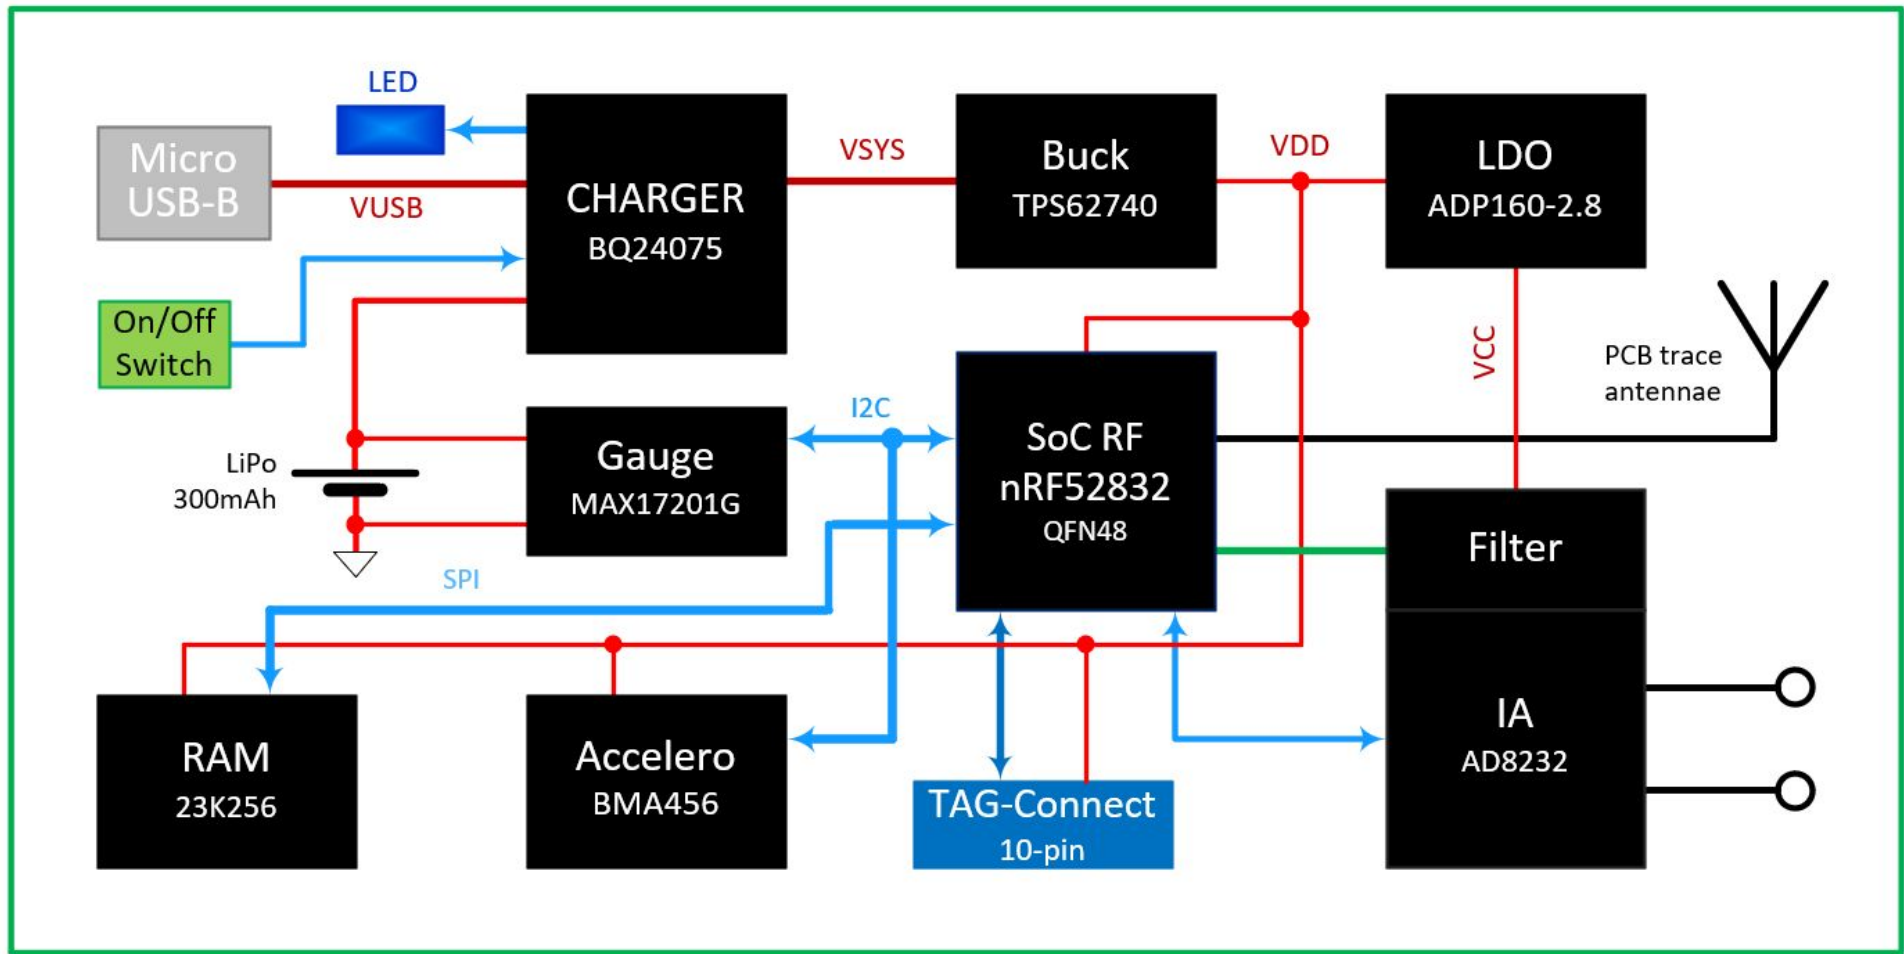 LED
Micro
USB-B
VUSB
CHARGER
BQ24075
VSYS
Buck
TPS62740
VDD
LDO
ADP160-2.8
On/Off
Switch
VCC
PCB trace
antennae
LiPo
300mAh
Gauge
MAX17201G
I2C
SoC RF
nRF52832
QFN48
Filter
SPI
RAM
23K256
Accelero
BMA456
TAG-Connect
10-pin
IA
AD8232